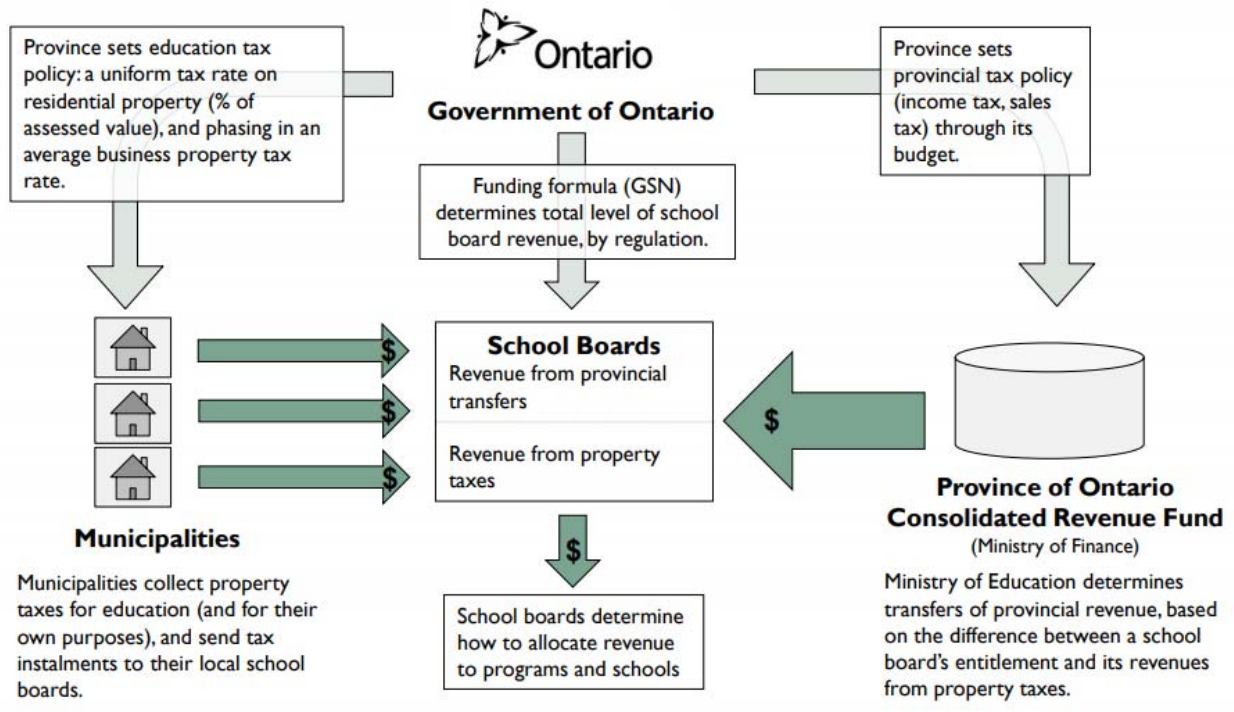 Province sets education tax
policy: a uniform tax rate on
residential property (% of
assessed value), and phasing in an
average business property tax
rate.
Ontario
Government of Ontario
Province sets
provincial tax policy
(income tax, sales
tax) through its
budget.
Funding formula (GSN)
determines total level of school
board revenue, by regulation.
$
$
$
School Boards
Revenue from provincial
transfers
Revenue from property
taxes
$
Municipalities
Municipalities collect property
taxes for education (and for their
own purposes), and send tax
instalments to their local school
boards.
$
School boards determine
how to allocate revenue
to programs and schools
Province of Ontario
Consolidated Revenue Fund
(Ministry of Finance)
Ministry of Education determines
transfers of provincial revenue, based
on the difference between a school
board's entitlement and its revenues
from property taxes.